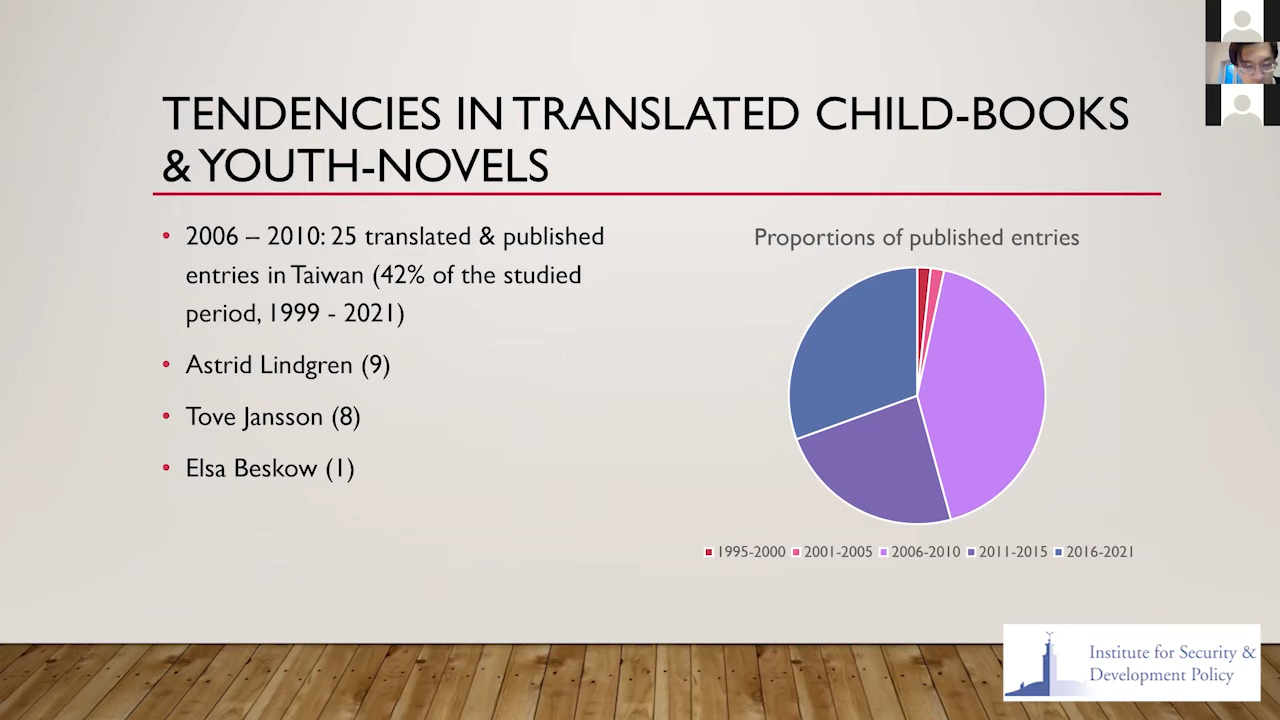 TENDENCIES IN TRANSLATED CHILD-BOOKS
& YOUTH-NOVELS
• 2006 – 2010: 25 translated & published
entries in Taiwan (42% of the studied
period, 1999 - 2021)
• Astrid Lindgren (9)
• Tove Jansson (8)
• Elsa Beskow (1)
Proportions of published entries
1995-2000 2001-2005 2006-2010 2011-2015 2016-2021
Institute for Security &
Development Policy